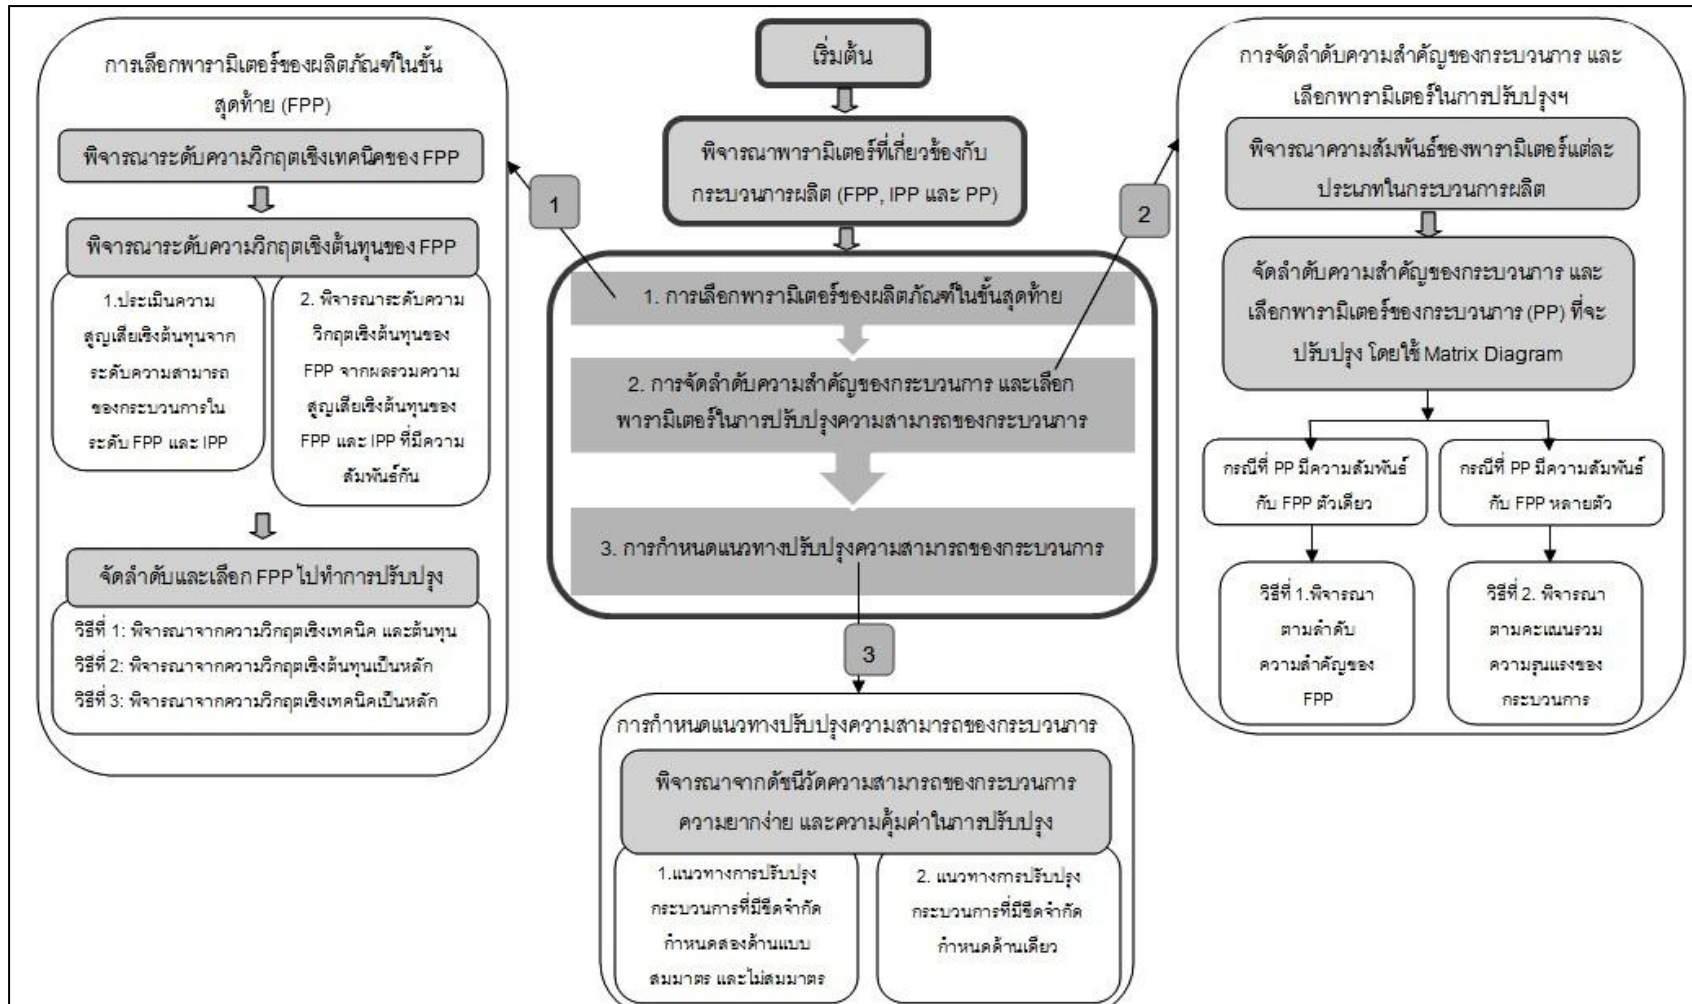 เริ่มต้น
พิจารณาพารามิเตอร์ที่เกี่ยวข้องกับ
กระบวนการผลิต (FPP, IPP และ PP)
1. การเลือกพารามิเตอร์ของผลิตภัณฑ์ในขั้นสุดท้าย
2. การจัดลำดับความสำคัญของกระบวนการ และเลือก
พารามิเตอร์ในการปรับปรุงความสามารถของกระบวนการ
3. การกำหนดแนวทางปรับปรุงความสามารถของกระบวนการ
1
การเลือกพารามิเตอร์ของผลิตภัณฑ์ในขั้น
สุดท้าย (FPP)
พิจารณาระดับความวิกฤตเชิงเทคนิคของ FPP
พิจารณาระดับความวิกฤตเชิงต้นทุนของ FPP
1.ประเมินความ
สูญเสียเชิงต้นทุนจาก
ระดับความสามารถ
ของกระบวนการใน
ระดับ FPP และ IPP
2. พิจารณาระดับความ
วิกฤตเชิงต้นทุนของ
FPP จากผลรวมความ
สูญเสียเชิงต้นทุนของ
FPP และ IPP ที่มีความ
สัมพันธ์กัน
จัดลำดับและเลือก FPP ไปทำการปรับปรุง
วิธีที่ 1: พิจารณาจากความวิกฤตเชิงเทคนิค และต้นทุน
วิธีที่ 2: พิจารณาจากความวิกฤตเชิงต้นทุนเป็นหลัก
วิธีที่ 3: พิจารณาจากความวิกฤตเชิงเทคนิคเป็นหลัก
2
การจัดลำดับความสำคัญของกระบวนการ และ
เลือกพารามิเตอร์ในการปรับปรุงฯ
พิจารณาความสัมพันธ์ของพารามิเตอร์แต่ละ
ประเภทในกระบวนการผลิต
จัดลำดับความสำคัญของกระบวนการ และ
เลือกพารามิเตอร์ของกระบวนการ (PP) ที่จะ
ปรับปรุง โดยใช้ Matrix Diagram
กรณีที่ PP มีความสัมพันธ์
กับ FPP ตัวเดียว
กรณีที่ PP มีความสัมพันธ์
กับ FPP หลายตัว
วิธีที่ 1.พิจารณา
ตามลำดับ
ความสำคัญของ
FPP
วิธีที่ 2. พิจารณา
ตามคะแนนรวม
ความรุนแรงของ
กระบวนการ
3
การกำหนดแนวทางปรับปรุงความสามารถของกระบวนการ
พิจารณาจากดัชนีวัดความสามารถของกระบวนการ
ความยากง่าย และความคุ้มค่าในการปรับปรุง
1.แนวทางการปรับปรุง
กระบวนการที่มีขีดจำกัด
กำหนดสองด้านแบบ
สมมาตร และไม่สมมาตร
2. แนวทางการปรับปรุง
กระบวนการที่มีขีดจำกัด
กำหนดด้านเดียว